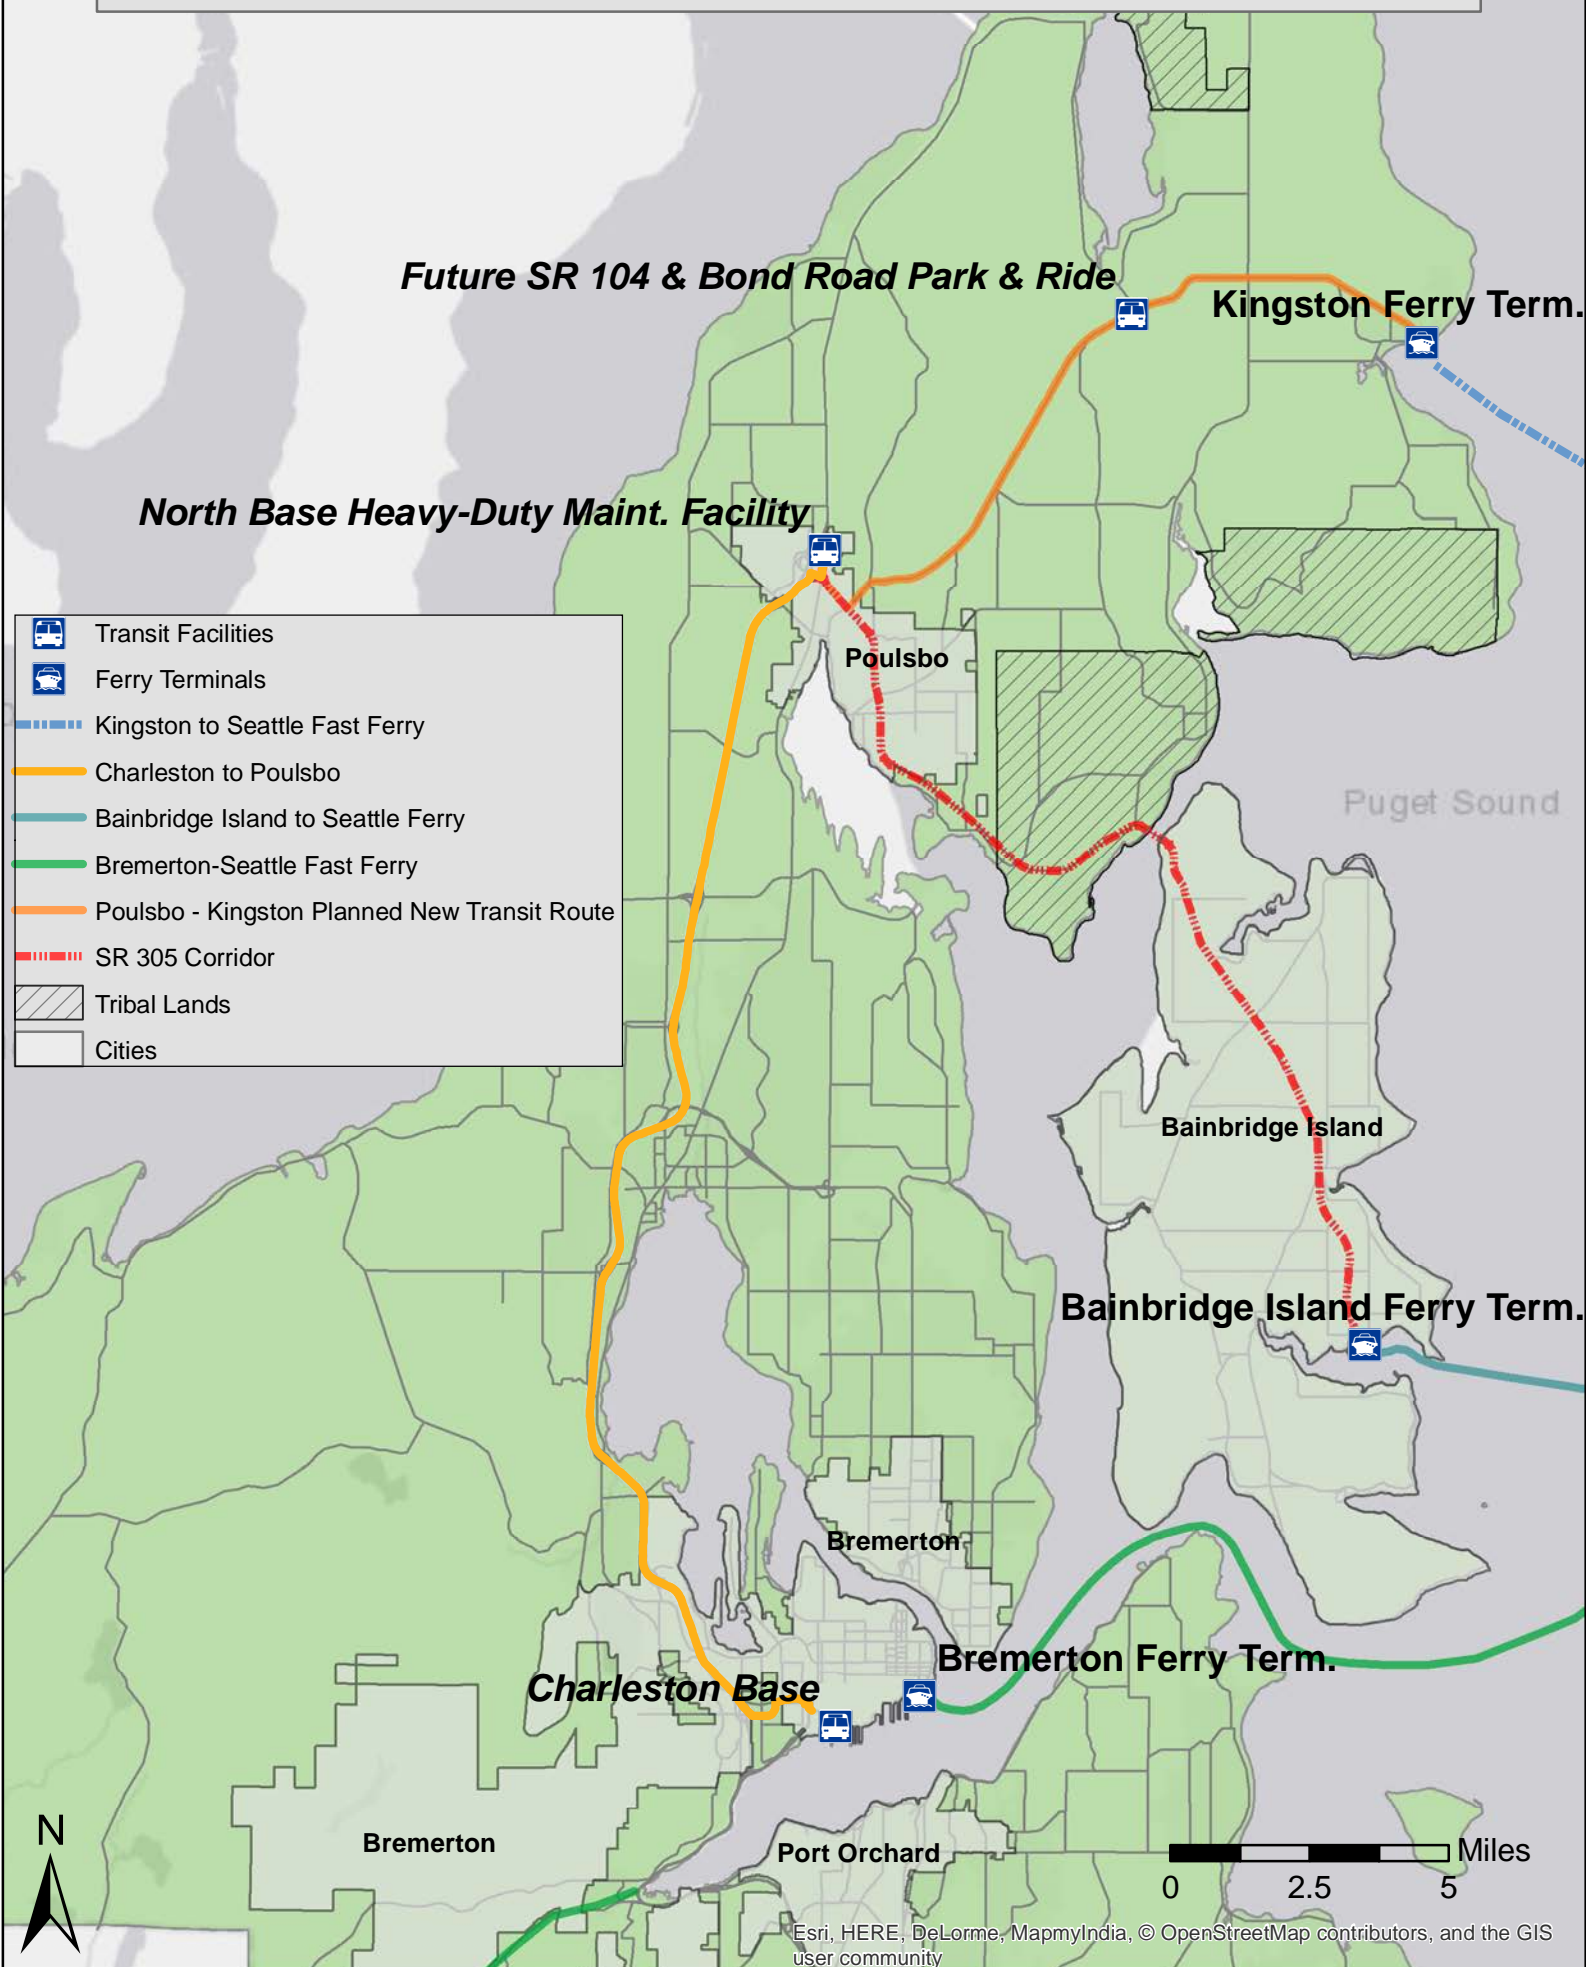 Future SR 104 & Bond Road Park & Ride
Kingston Ferry Term.
North Base Heavy-Duty Maint. Facility
Transit Facilities
Ferry Terminals
Kingston to Seattle Fast Ferry
Charleston to Poulsbo
Bainbridge Island to Seattle Ferry
Bremerton-Seattle Fast Ferry
Poulsbo - Kingston Planned New Transit Route
SR 305 Corridor
Tribal Lands
Cities
Poulsbo
Puget Sound
Bainbridge Island
Bainbridge Island Ferry Term.
Bremerton
Bremerton Ferry Term.
Charleston Base
N
Bremerton
Port Orchard
Miles
0 2.5 5
Esri, HERE, DeLorme, MapmyIndia, © OpenStreetMap contributors, and the GIS
user community